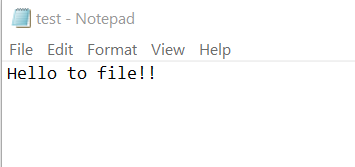 test - Notepad
File Edit Format View Help
Hello to file!!